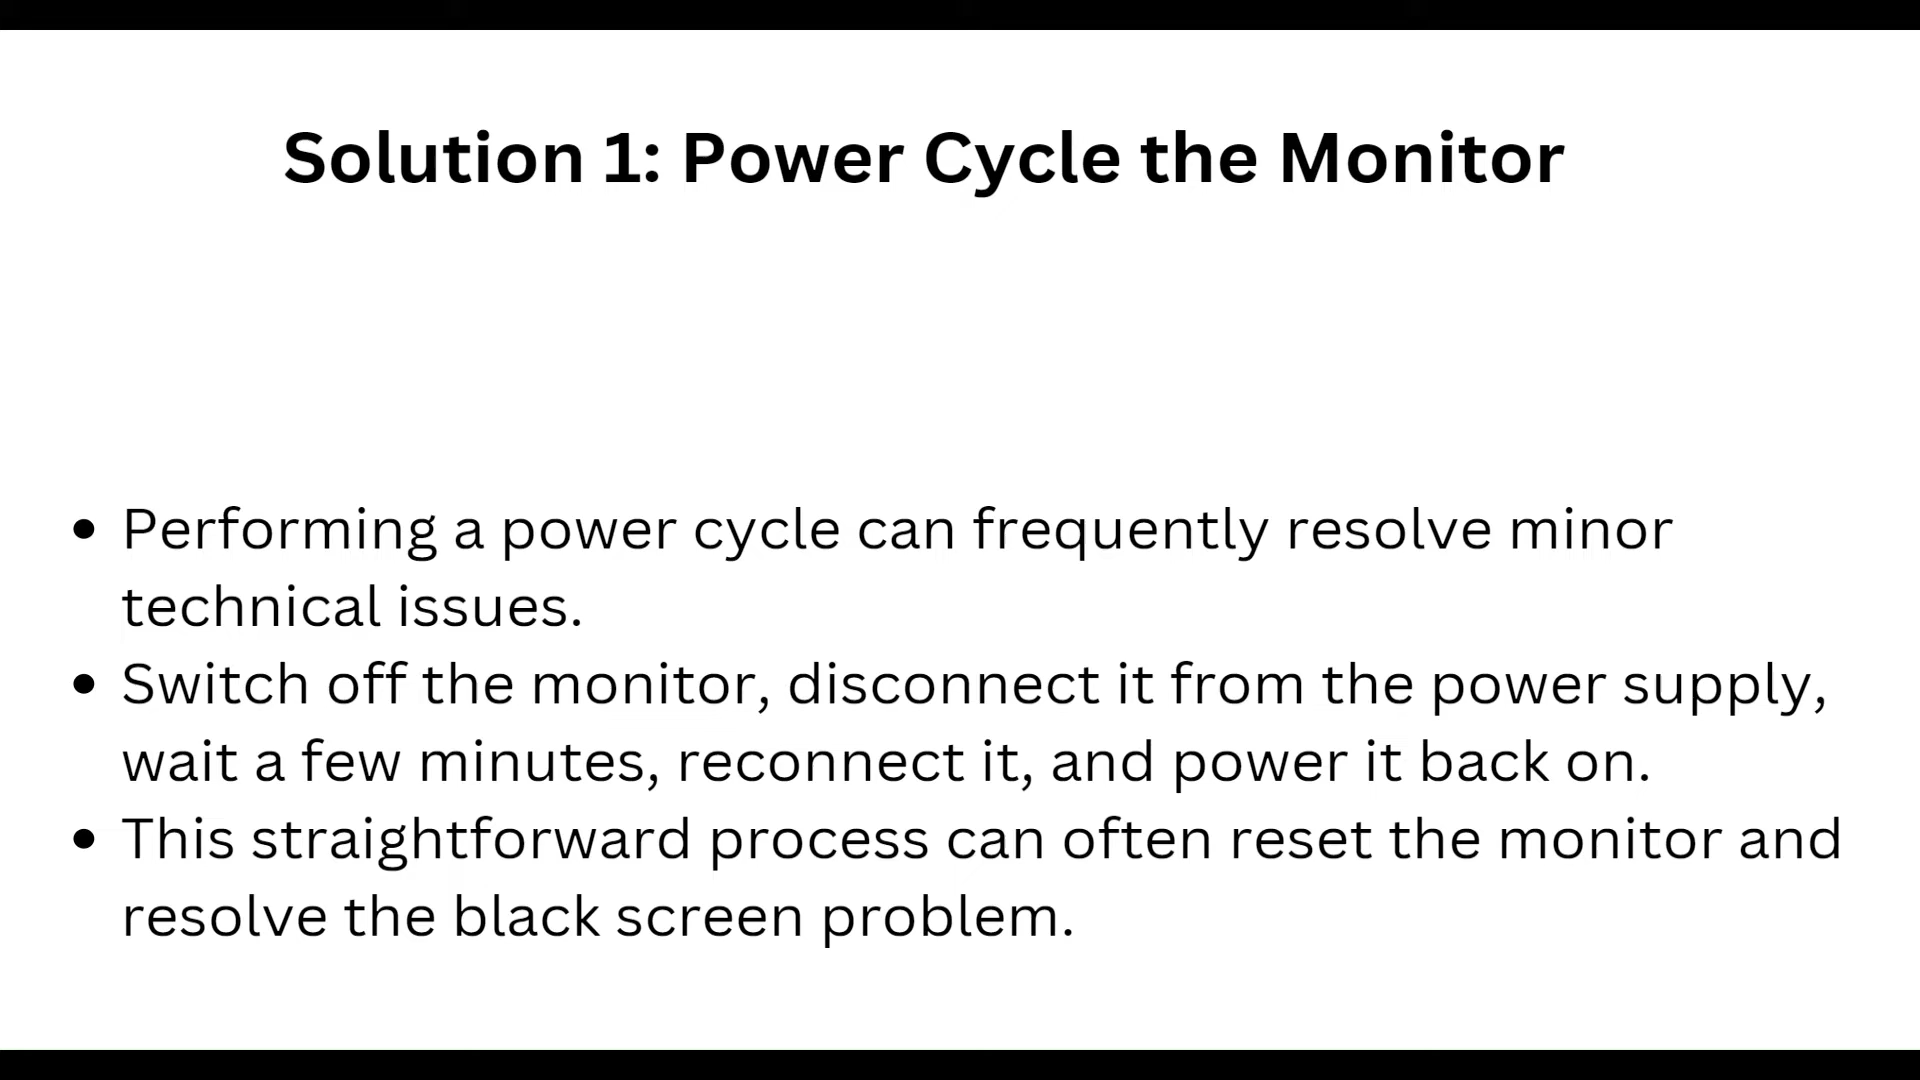 Solution 1: Power Cycle the Monitor
• Performing a power cycle can frequently resolve minor
technical issues.
• Switch off the monitor, disconnect it from the power supply,
wait a few minutes, reconnect it, and power it back on.
• This straightforward process can often reset the monitor and
resolve the black screen problem.